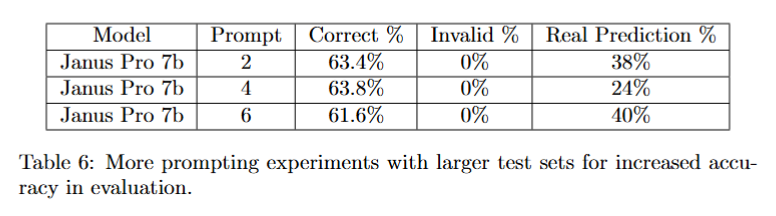 Model Prompt Correct % Invalid % Real Prediction %
Janus Pro 7b 2 63.4% 0% 38%
Janus Pro 7b 4 63.8% 0% 24%
Janus Pro 7b 6 61.6% 0% 40%
Table 6: More prompting experiments with larger test sets for increased accu-
racy in evaluation.